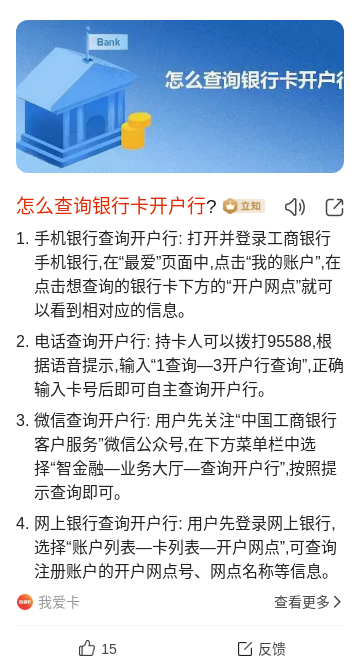 Bank
怎么查询银行卡开户行
怎么查询银行卡开户行? 立知
1. 手机银行查询开户行: 打开并登录工商银行
手机银行,在“最爱”页面中,点击“我的账户”,在
点击想查询的银行卡下方的“开户网点”就可
以看到相对应的信息。
2. 电话查询开户行: 持卡人可以拨打95588,根
据语音提示,输入“1查询—3开户行查询”,正确
输入卡号后即可自主查询开户行。
3. 微信查询开户行: 用户先关注“中国工商银行
客户服务”微信公众号,在下方菜单栏中选
择“智金融—业务大厅—查询开户行”,按照提
示查询即可。
4. 网上银行查询开户行: 用户先登录网上银行,
选择“账户列表—卡列表—开户网点”,可查询
注册账户的开户网点号、网点名称等信息。
我爱卡 查看更多
15 反馈